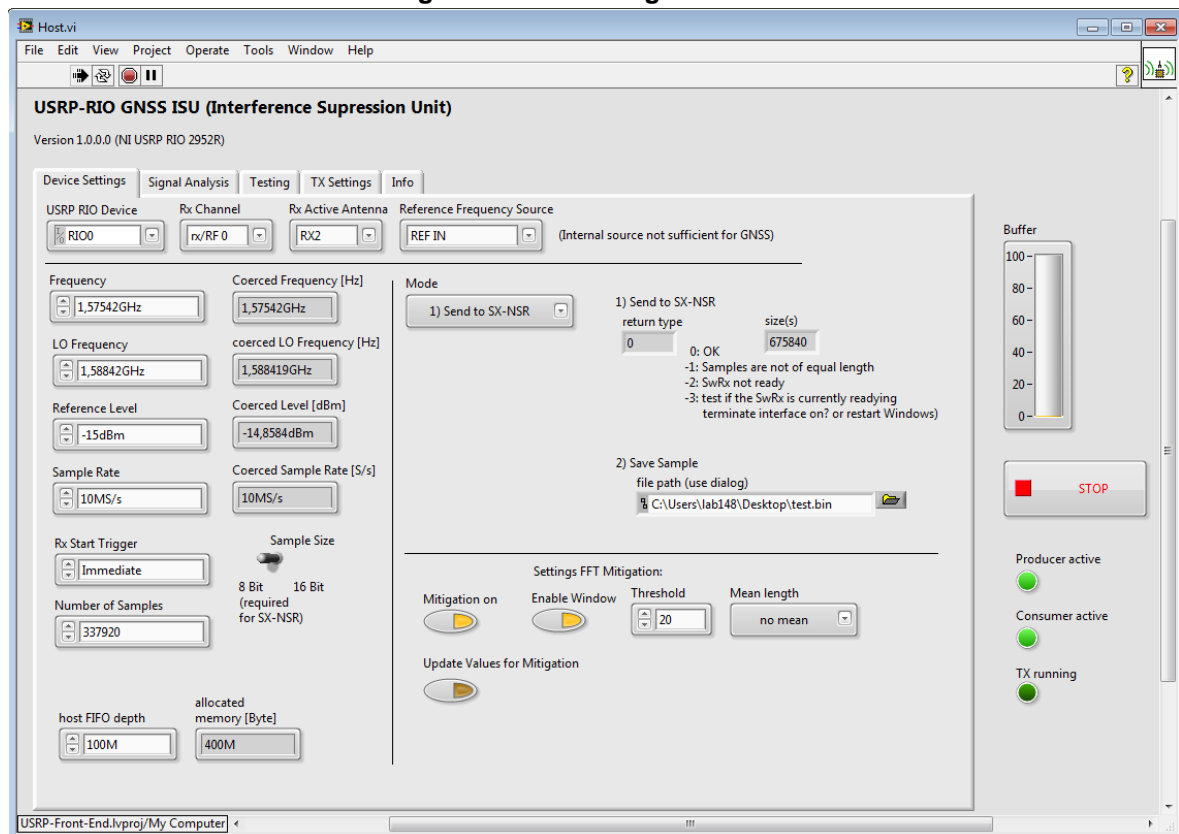 Host.vi
File Edit View Project Operate Tools Window Help
USRP-RIO GNSS ISU (Interference Supression Unit)
Version 1.0.0.0 (NI USRP RIO 2952R)
Device Settings Signal Analysis Testing TX Settings Info
USRP RIO Device Rx Channel Rx Active Antenna Reference Frequency Source
RIO0 rx/RF 0 RX2 REF IN (Internal source not sufficient for GNSS)
Frequency Coerced Frequency [Hz]
1,57542GHz 1,57542GHz
LO Frequency coerced LO Frequency [Hz]
1,58842GHz 1,588419GHz
Reference Level Coerced Level [dBm]
-15dBm -14,8584dBm
Sample Rate Coerced Sample Rate [S/s]
10MS/s 10MS/s
Rx Start Trigger Sample Size
Immediate
8 Bit 16 Bit
(required
for SX-NSR)
Number of Samples
337920
host FIFO depth allocated
memory [Byte]
100M 400M
Mode
1) Send to SX-NSR
1) Send to SX-NSR
return type size(s)
0 675840
0: OK
-1: Samples are not of equal length
-2: SwRx not ready
-3: test if the SwRx is currently readying
terminate interface on? or restart Windows)
2) Save Sample
file path (use dialog)
C:\Users\lab148\Desktop\test.bin
Settings FFT Mitigation:
Mitigation on Enable Window Threshold Mean length
20 no mean
Update Values for Mitigation
Buffer
100
80
60
40
20
0
STOP
Producer active
Consumer active
TX running
USRP-Front-End.lvproj/My Computer